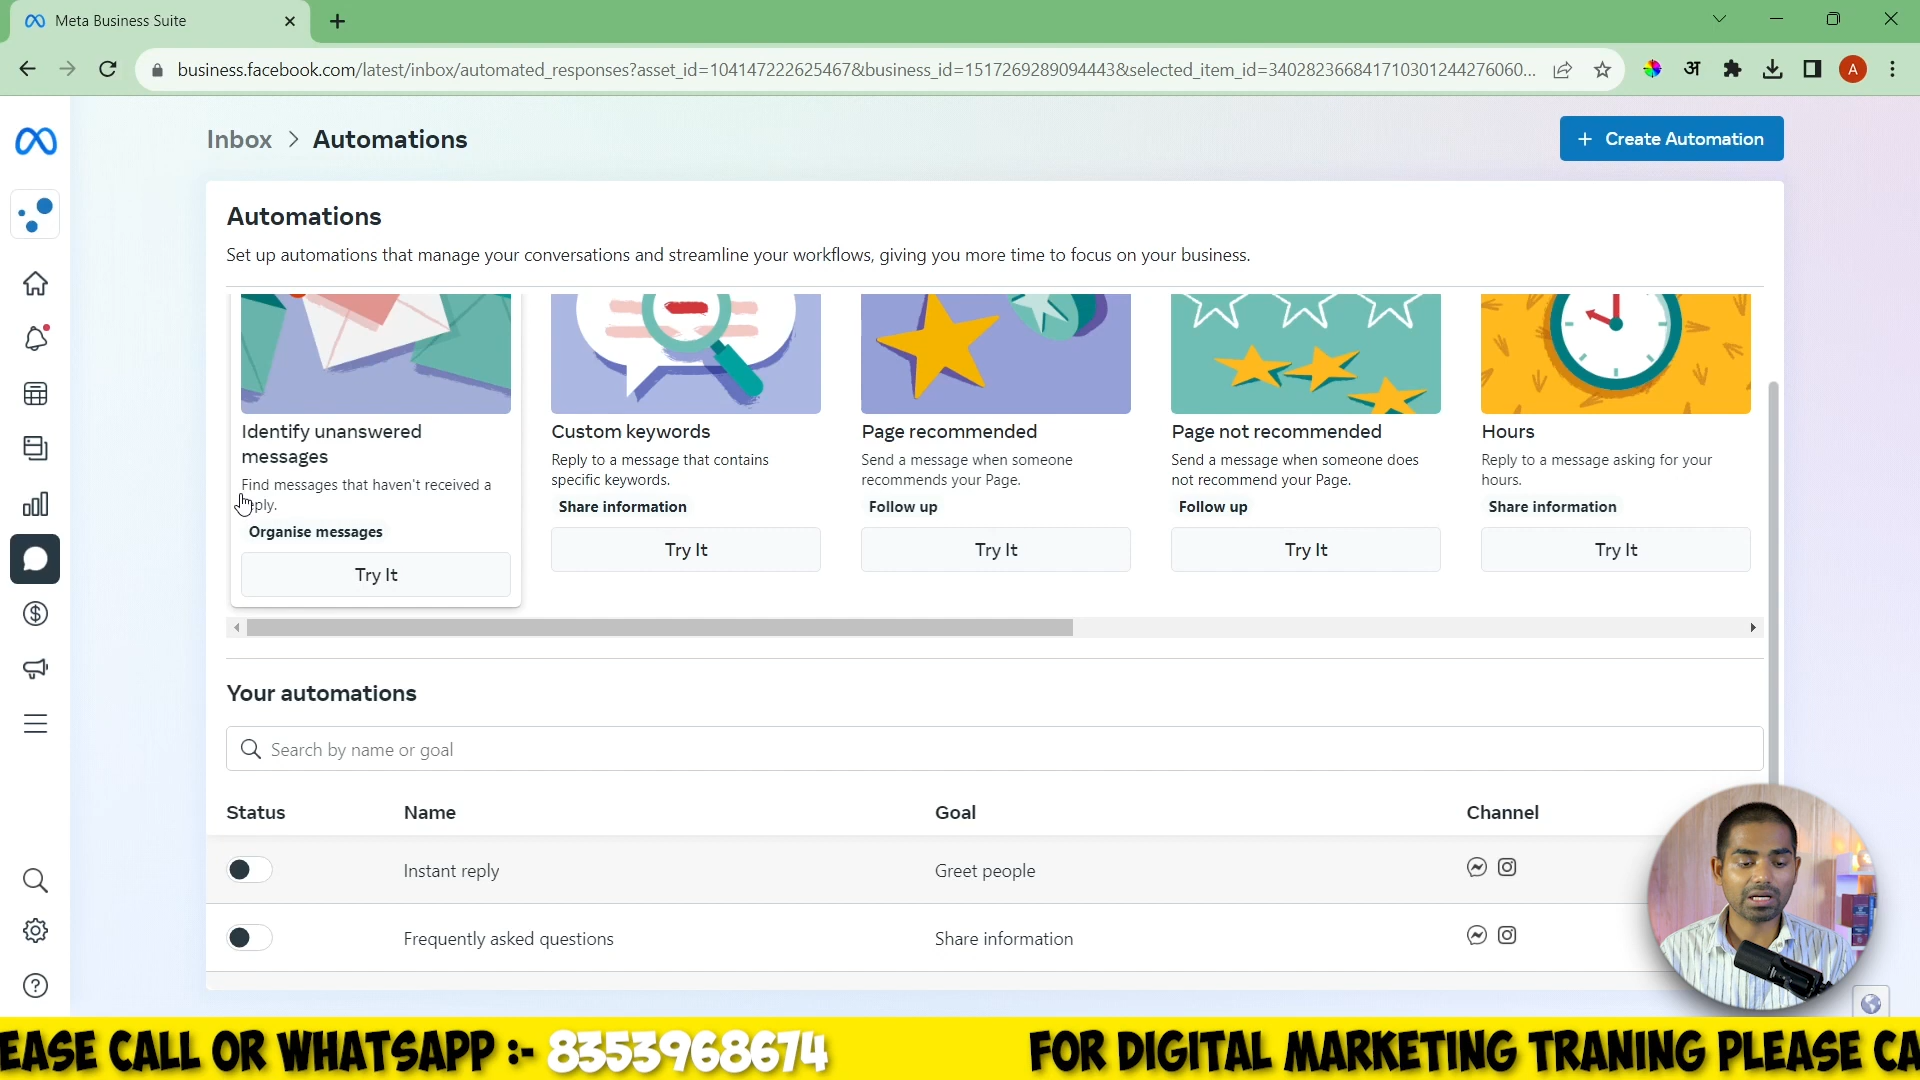 Meta Business Suite
business.facebook.com/latest/inbox/automated_responses?asset_id=104147222625467&business_id=1517269289094443&selected_item_id=340282366841710301244276060...
अ
A
Inbox > Automations
+ Create Automation
Automations
Set up automations that manage your conversations and streamline your workflows, giving you more time to focus on your business.
Identify unanswered
messages
Find messages that haven't received a
reply.
Organise messages
Try It
Custom keywords
Reply to a message that contains
specific keywords.
Share information
Try It
Page recommended
Send a message when someone
recommends your Page.
Follow up
Try It
Page not recommended
Send a message when someone does
not recommend your Page.
Follow up
Try It
Hours
Reply to a message asking for your
hours.
Share information
Try It
Your automations
Search by name or goal
Status Name Goal Channel
Instant reply Greet people
Frequently asked questions Share information
EASE CALL OR WHATSAPP :- 8353968674 FOR DIGITAL MARKETING TRANING PLEASE CA